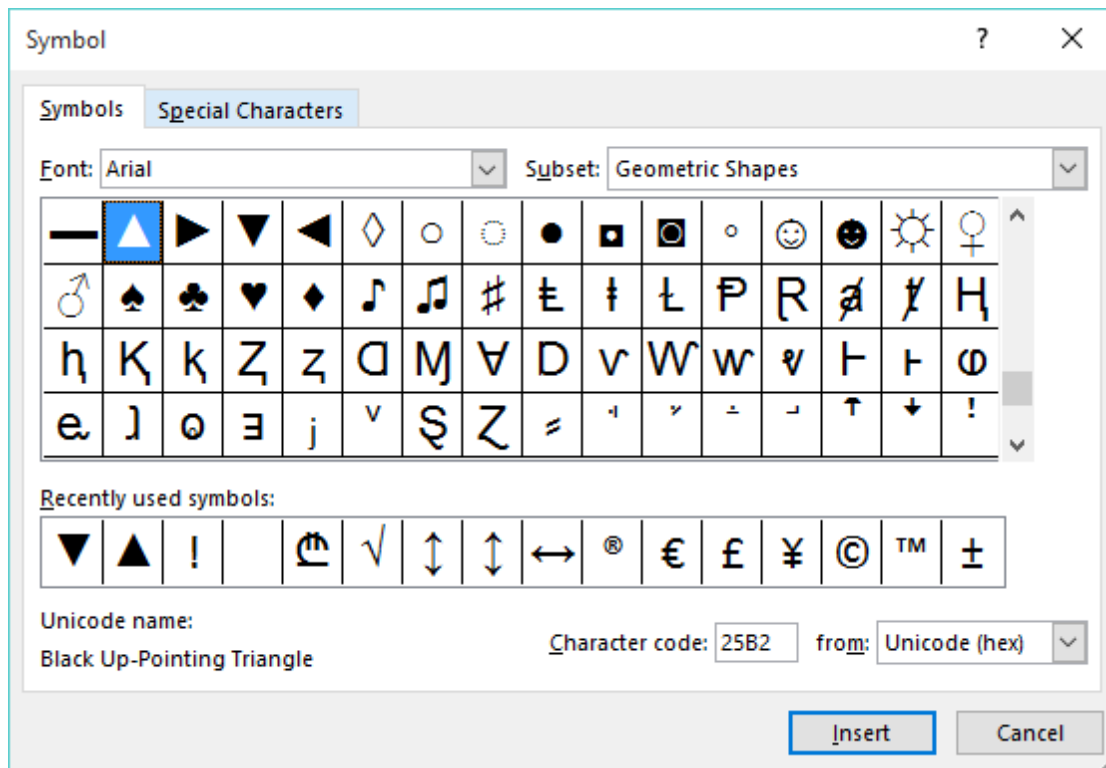 Symbol ?
Symbols Special Characters
Font: Arial Subset: Geometric Shapes
▬ ▲ ► ▼ ◄ ◊ ○ ◌ ● ◘ ◙ ◦ ☺ ☻ ☼ ♀
♂ ♠ ♣ ♥ ♦ ♪ ♫ ♯ Ⱡ ⱡ Ɫ Ᵽ Ɽ ⱥ ⱦ Ⱨ
ⱨ Ⱪ ⱪ Ⱬ ⱬ Ɑ Ɱ Ɐ Ɒ ⱱ Ⱳ ⱳ ⱴ Ⱶ ⱶ ⱷ
ⱸ ⱹ ⱺ ⱻ ⱼ ⱽ Ȿ Ɀ
Recently used symbols:
▼ ▲ ! ₾ √ ↕ ↕ ↔ ® € £ ¥ © ™ ±
Unicode name:
Black Up-Pointing Triangle
Character code: 25B2 from: Unicode (hex)
Insert Cancel